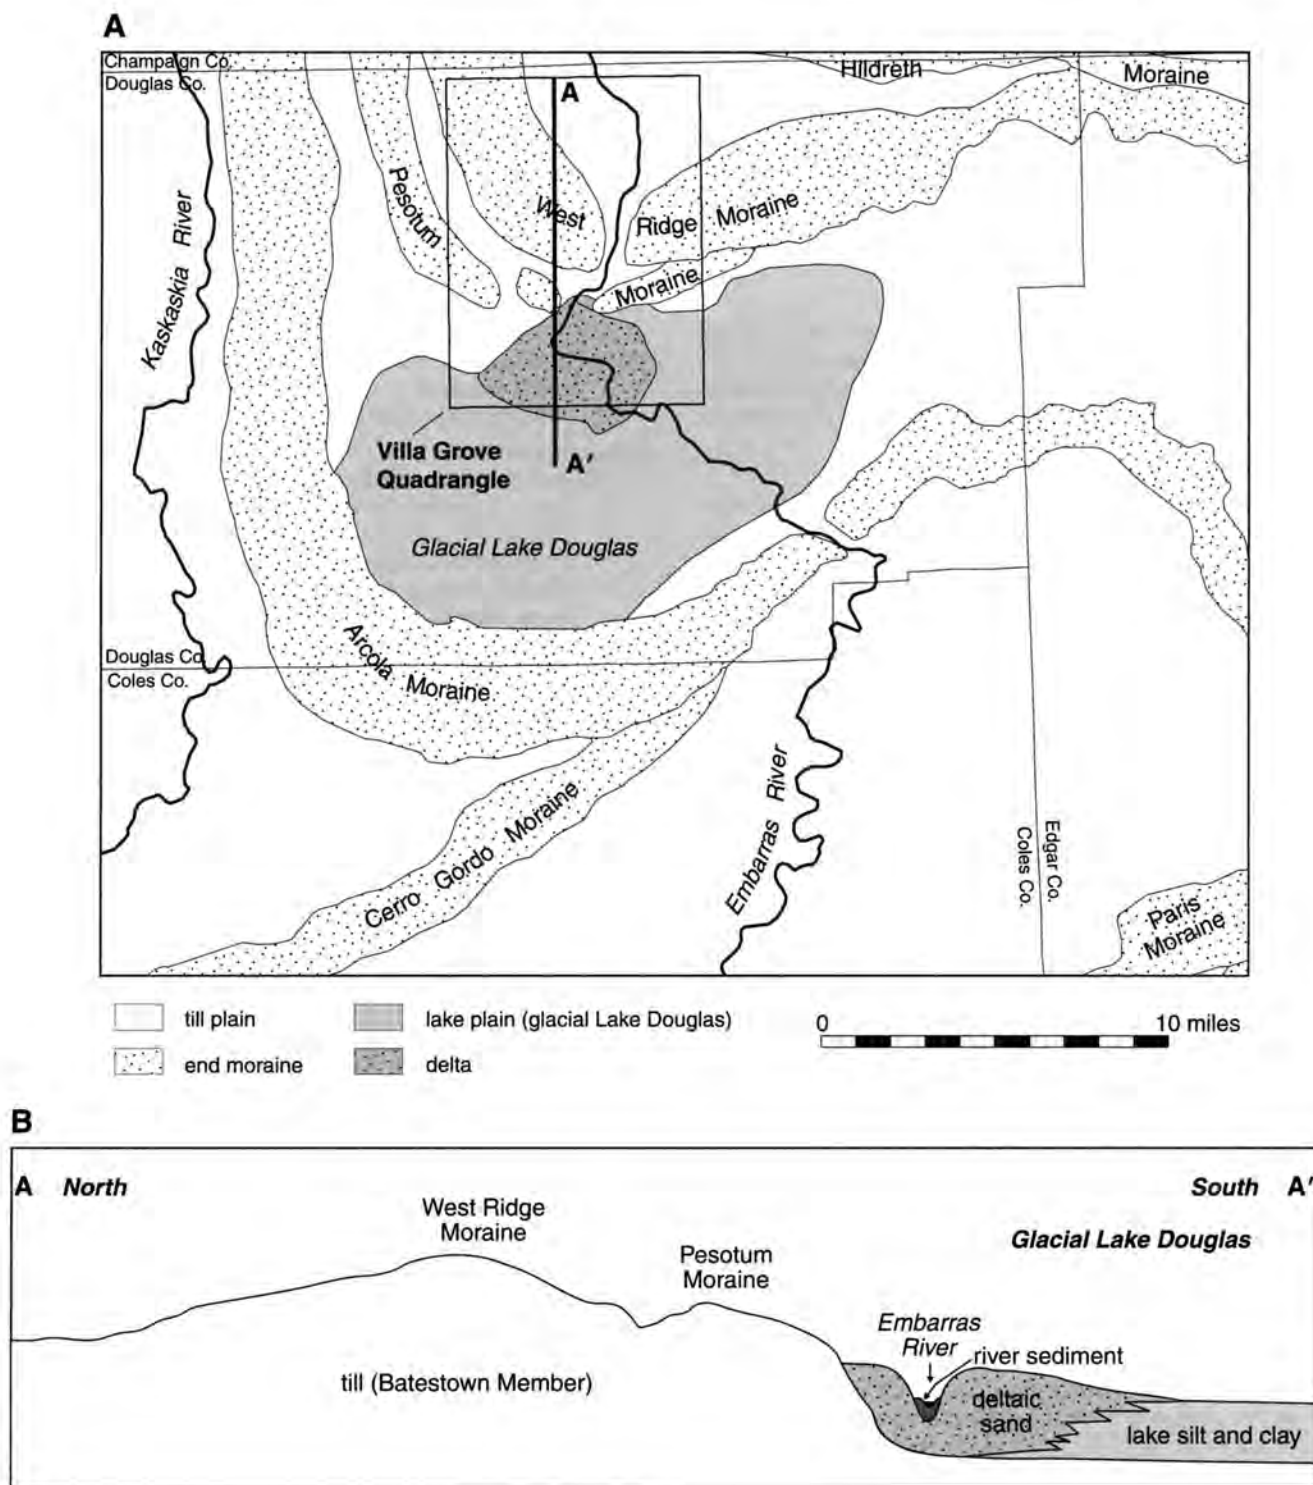 A
Champaign Co.
Douglas Co.
Hildreth
Moraine
A
Pesotum
West
Ridge Moraine
Moraine
Kaskaskia River
Villa Grove
Quadrangle
A'
Glacial Lake Douglas
Douglas Co.
Coles Co.
Arcola Moraine
Cerro Gordo Moraine
Embarras River
Edgar Co.
Coles Co.
Paris
Moraine
till plain
lake plain (glacial Lake Douglas)
end moraine
delta
0 10 miles
B
A North
South A'
West Ridge
Moraine
Glacial Lake Douglas
Pesotum
Moraine
Embarras
River
river sediment
till (Batestown Member)
deltaic
sand
lake silt and clay